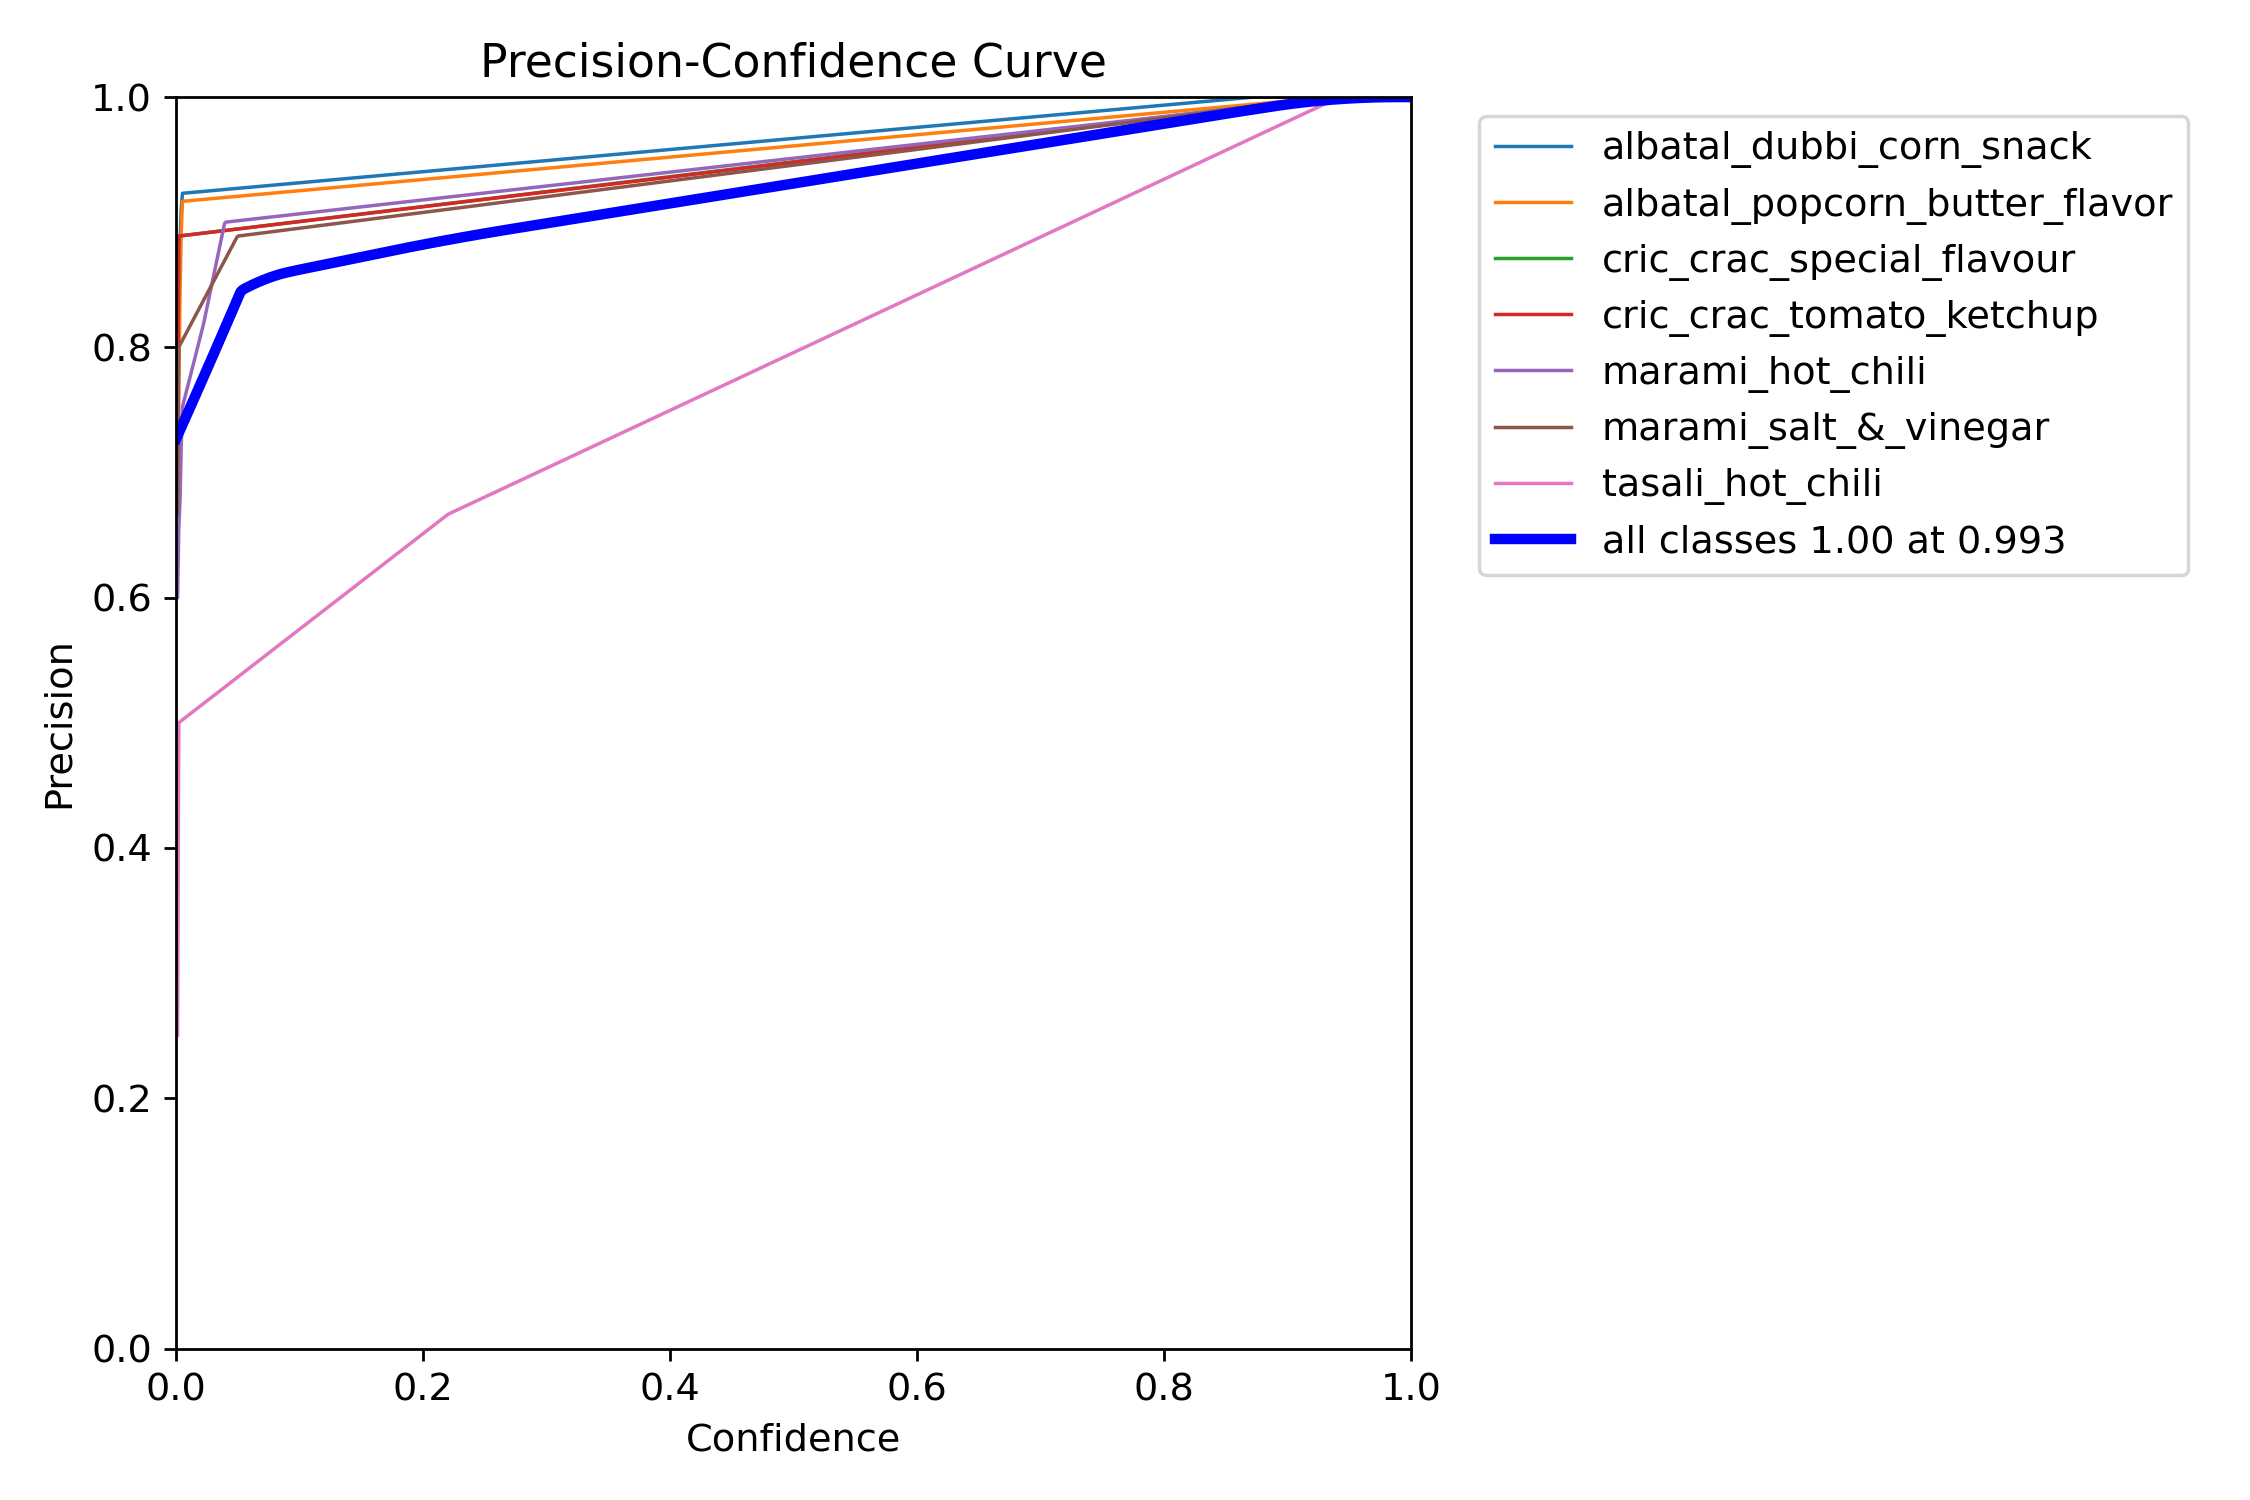 Precision-Confidence Curve
1.0
0.8
0.6
0.4
0.2
0.0
Precision
0.0 0.2 0.4 0.6 0.8 1.0
Confidence
albatal_dubbi_corn_snack
albatal_popcorn_butter_flavor
cric_crac_special_flavour
cric_crac_tomato_ketchup
marami_hot_chili
marami_salt_&_vinegar
tasali_hot_chili
all classes 1.00 at 0.993